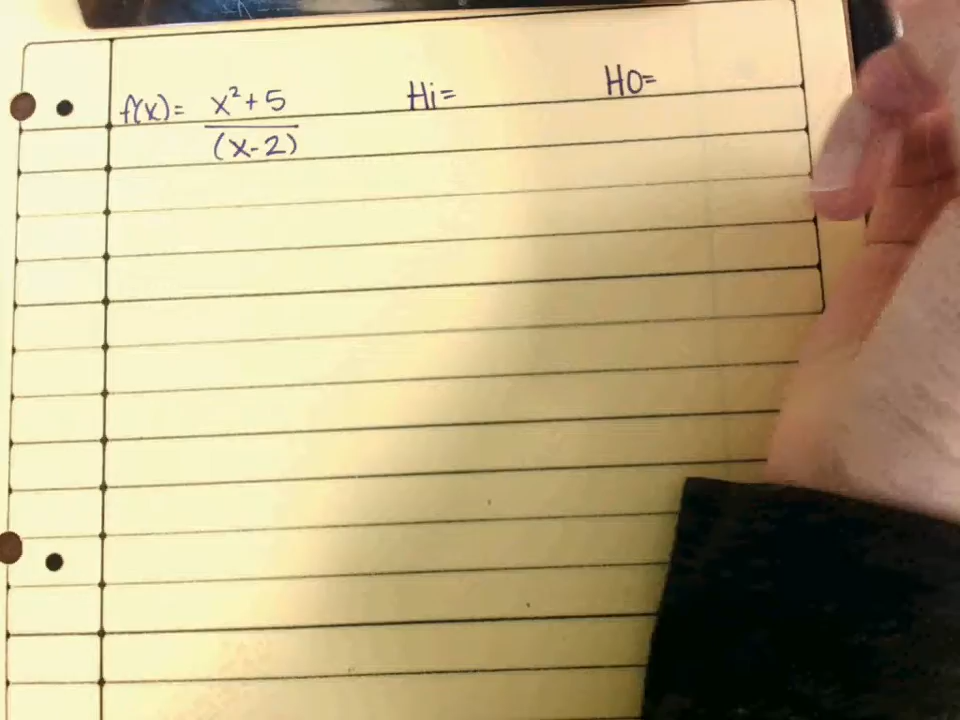 f(x) = x²+5 Hi= HO=
(x-2)